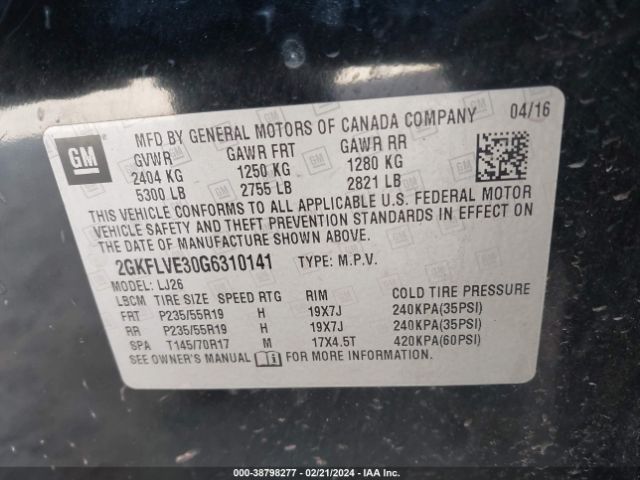 MFD BY GENERAL MOTORS OF CANADA COMPANY 04/16
GM
GVWR GAWR FRT GAWR RR
2404 KG 1250 KG 1280 KG
5300 LB 2755 LB 2821 LB
THIS VEHICLE CONFORMS TO ALL APPLICABLE U.S. FEDERAL MOTOR
VEHICLE SAFETY AND THEFT PREVENTION STANDARDS IN EFFECT ON
THE DATE OF MANUFACTURE SHOWN ABOVE.
2GKFLVE30G6310141 TYPE: M.P.V.
MODEL: LJ26
LBCM TIRE SIZE SPEED RTG RIM COLD TIRE PRESSURE
FRT P235/55R19 H 19X7J 240KPA(35PSI)
RR P235/55R19 H 19X7J 240KPA(35PSI)
SPA T145/70R17 M 17X4.5T 420KPA(60PSI)
SEE OWNER'S MANUAL FOR MORE INFORMATION.
000-38798277 - 02/21/2024 - IAA Inc.